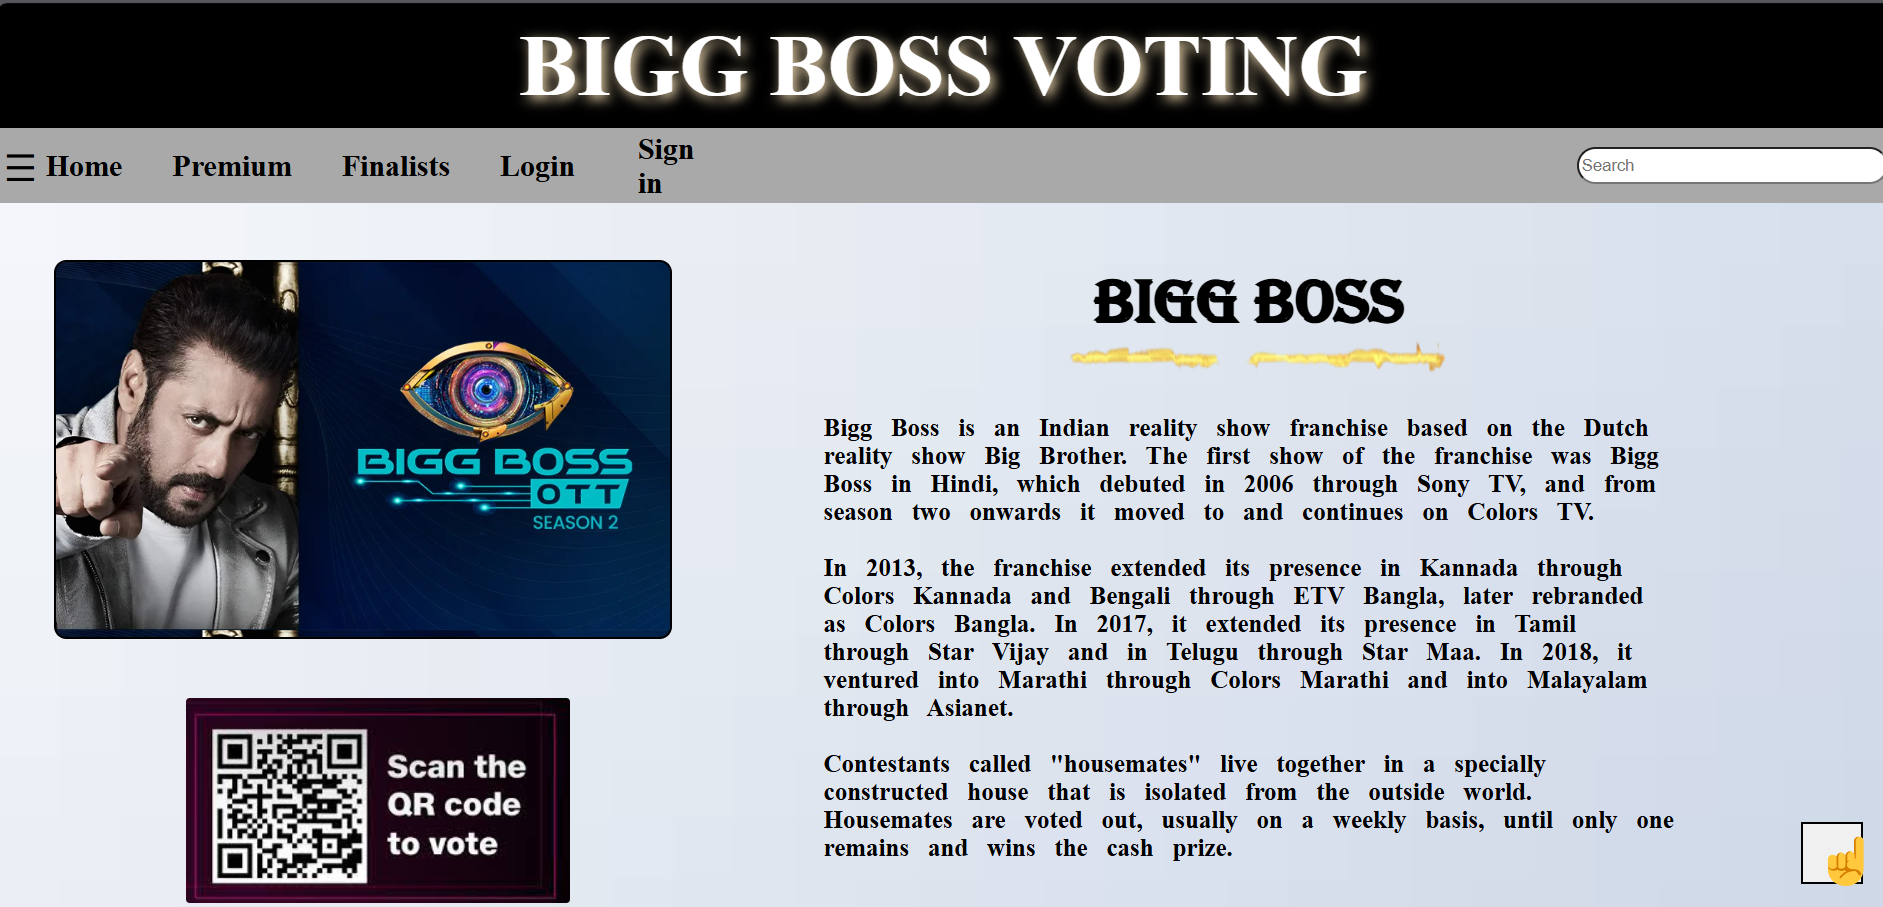 BIGG BOSS VOTING
☰ Home Premium Finalists Login Sign
in
Search
BIGG BOSS
OTT
SEASON 2
Scan the
QR code
to vote
BIGG BOSS
Bigg Boss is an Indian reality show franchise based on the Dutch
reality show Big Brother. The first show of the franchise was Bigg
Boss in Hindi, which debuted in 2006 through Sony TV, and from
season two onwards it moved to and continues on Colors TV.
In 2013, the franchise extended its presence in Kannada through
Colors Kannada and Bengali through ETV Bangla, later rebranded
as Colors Bangla. In 2017, it extended its presence in Tamil
through Star Vijay and in Telugu through Star Maa. In 2018, it
ventured into Marathi through Colors Marathi and into Malayalam
through Asianet.
Contestants called "housemates" live together in a specially
constructed house that is isolated from the outside world.
Housemates are voted out, usually on a weekly basis, until only one
remains and wins the cash prize.